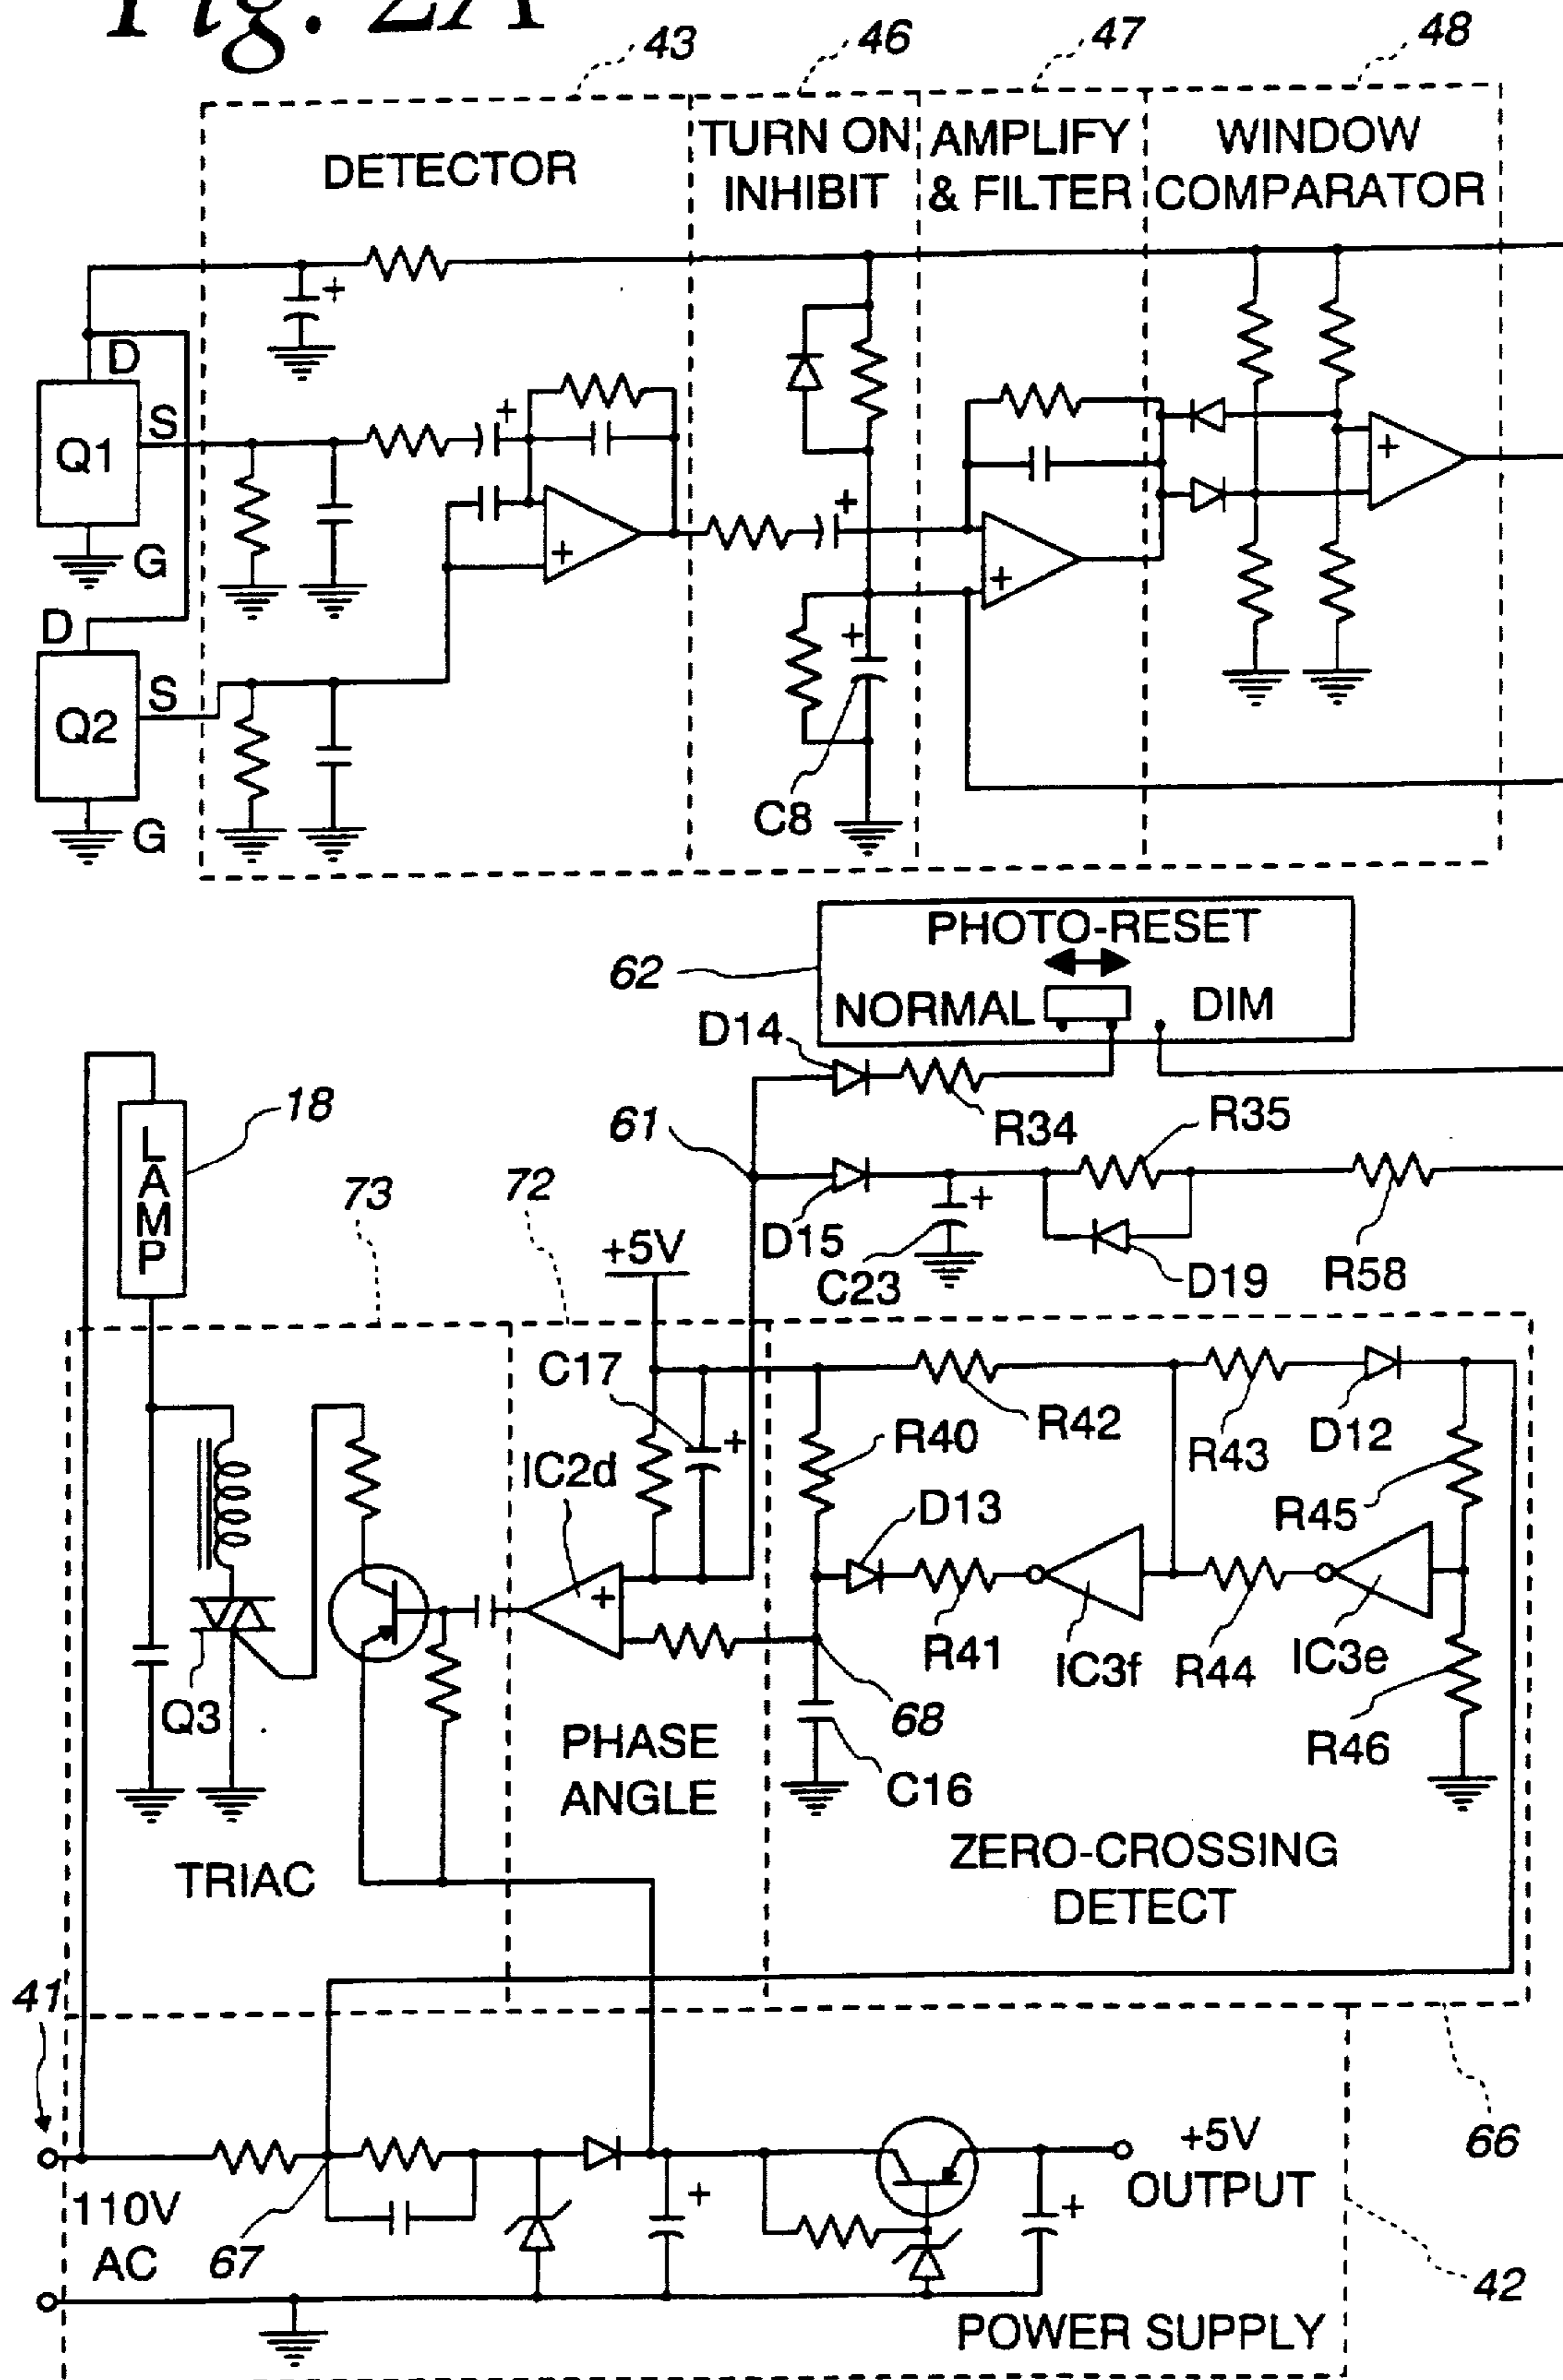 Fig. 2A
43
46
47
48
DETECTOR
TURN ON
INHIBIT
AMPLIFY
& FILTER
WINDOW
COMPARATOR
+
D
S
Q1
G
+
+
+
+
+
D
S
Q2
G
+
C8
PHOTO-RESET
62
NORMAL
DIM
D14
R34
R35
61
18
LAMP
73
72
D15
+
C23
D19
R58
+5V
C17
+
R42
R43
D12
R40
IC2d
R45
D13
+
R41
IC3f
R44
IC3e
Q3
68
R46
PHASE
ANGLE
C16
TRIAC
ZERO-CROSSING
DETECT
41
66
+5V
OUTPUT
110V
AC
67
+
+
42
POWER SUPPLY